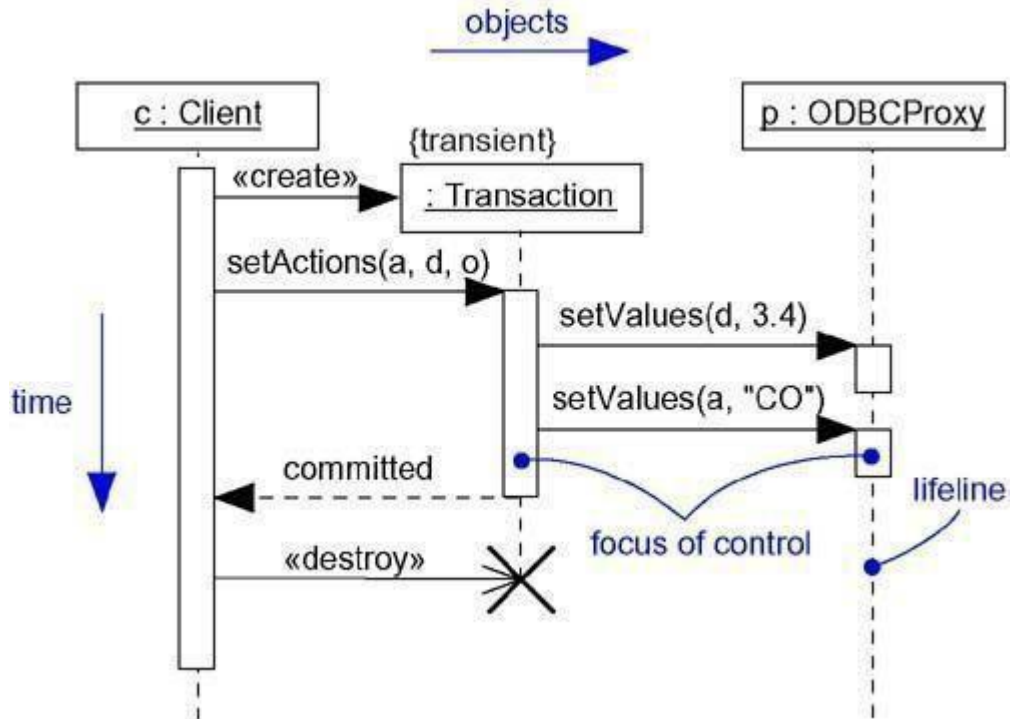 objects
c : Client
p : ODBCProxy
{transient}
«create»
: Transaction
setActions(a, d, o)
setValues(d, 3.4)
time
setValues(a, "CO")
committed
lifeline
focus of control
«destroy»